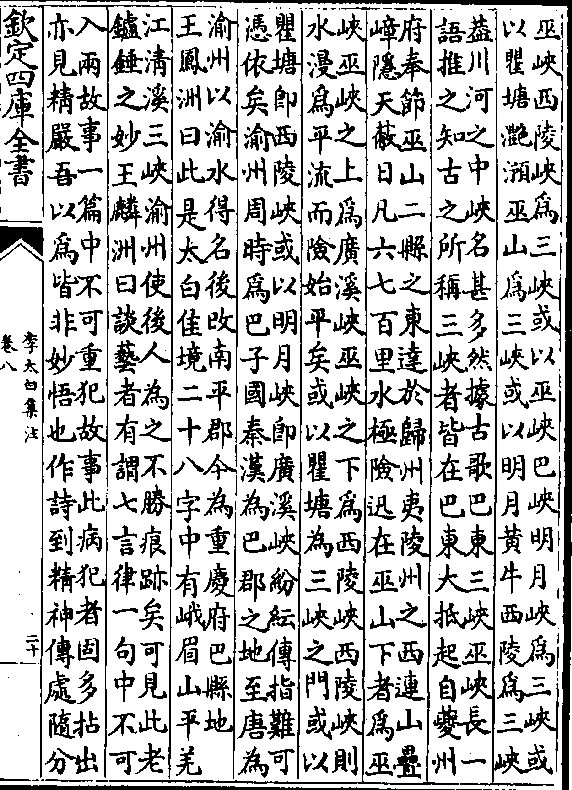 巫峽西陵峽爲三峽或以巫峽巴峽明月峽爲三峽或
以瞿塘灔澦巫山爲三峽或以明月黄牛西陵爲三峽
葢川河之中峽名甚多然據古歌巴東三峽巫峽長一
語推之知古之所稱三峽者皆在巴東大抵起自夔州
府奉節巫山二縣之東達於歸州夷陵州之西連山疊
嶂隱天蔽日凡六七百里水極險迅在巫山下者爲巫
峽巫峽之上爲廣溪峽巫峽之下爲西陵峽西陵峽則
水漫爲平流而險始平矣或以瞿塘爲三峽之門或以
瞿塘即西陵峽或以明月峽即廣溪峽紛紜傳指難可
憑依矣渝州周時爲巴子國秦漢爲巴郡之地至唐爲
渝州以渝水得名後改南平郡今爲重慶府巴縣地
王鳳洲曰此是太白佳境二十八字中有峨眉山平羌
江清溪三峽渝州使後人為之不勝痕跡矣可見此老
鑪錘之妙王麟洲曰談藝者有謂七言律一句中不可
入兩故事一篇中不可重犯故事此病犯者固多拈出
亦見精嚴吾以爲皆非妙悟也作詩到精神傳處隨分
欽定四庫全書
李太白集注
卷八
二十